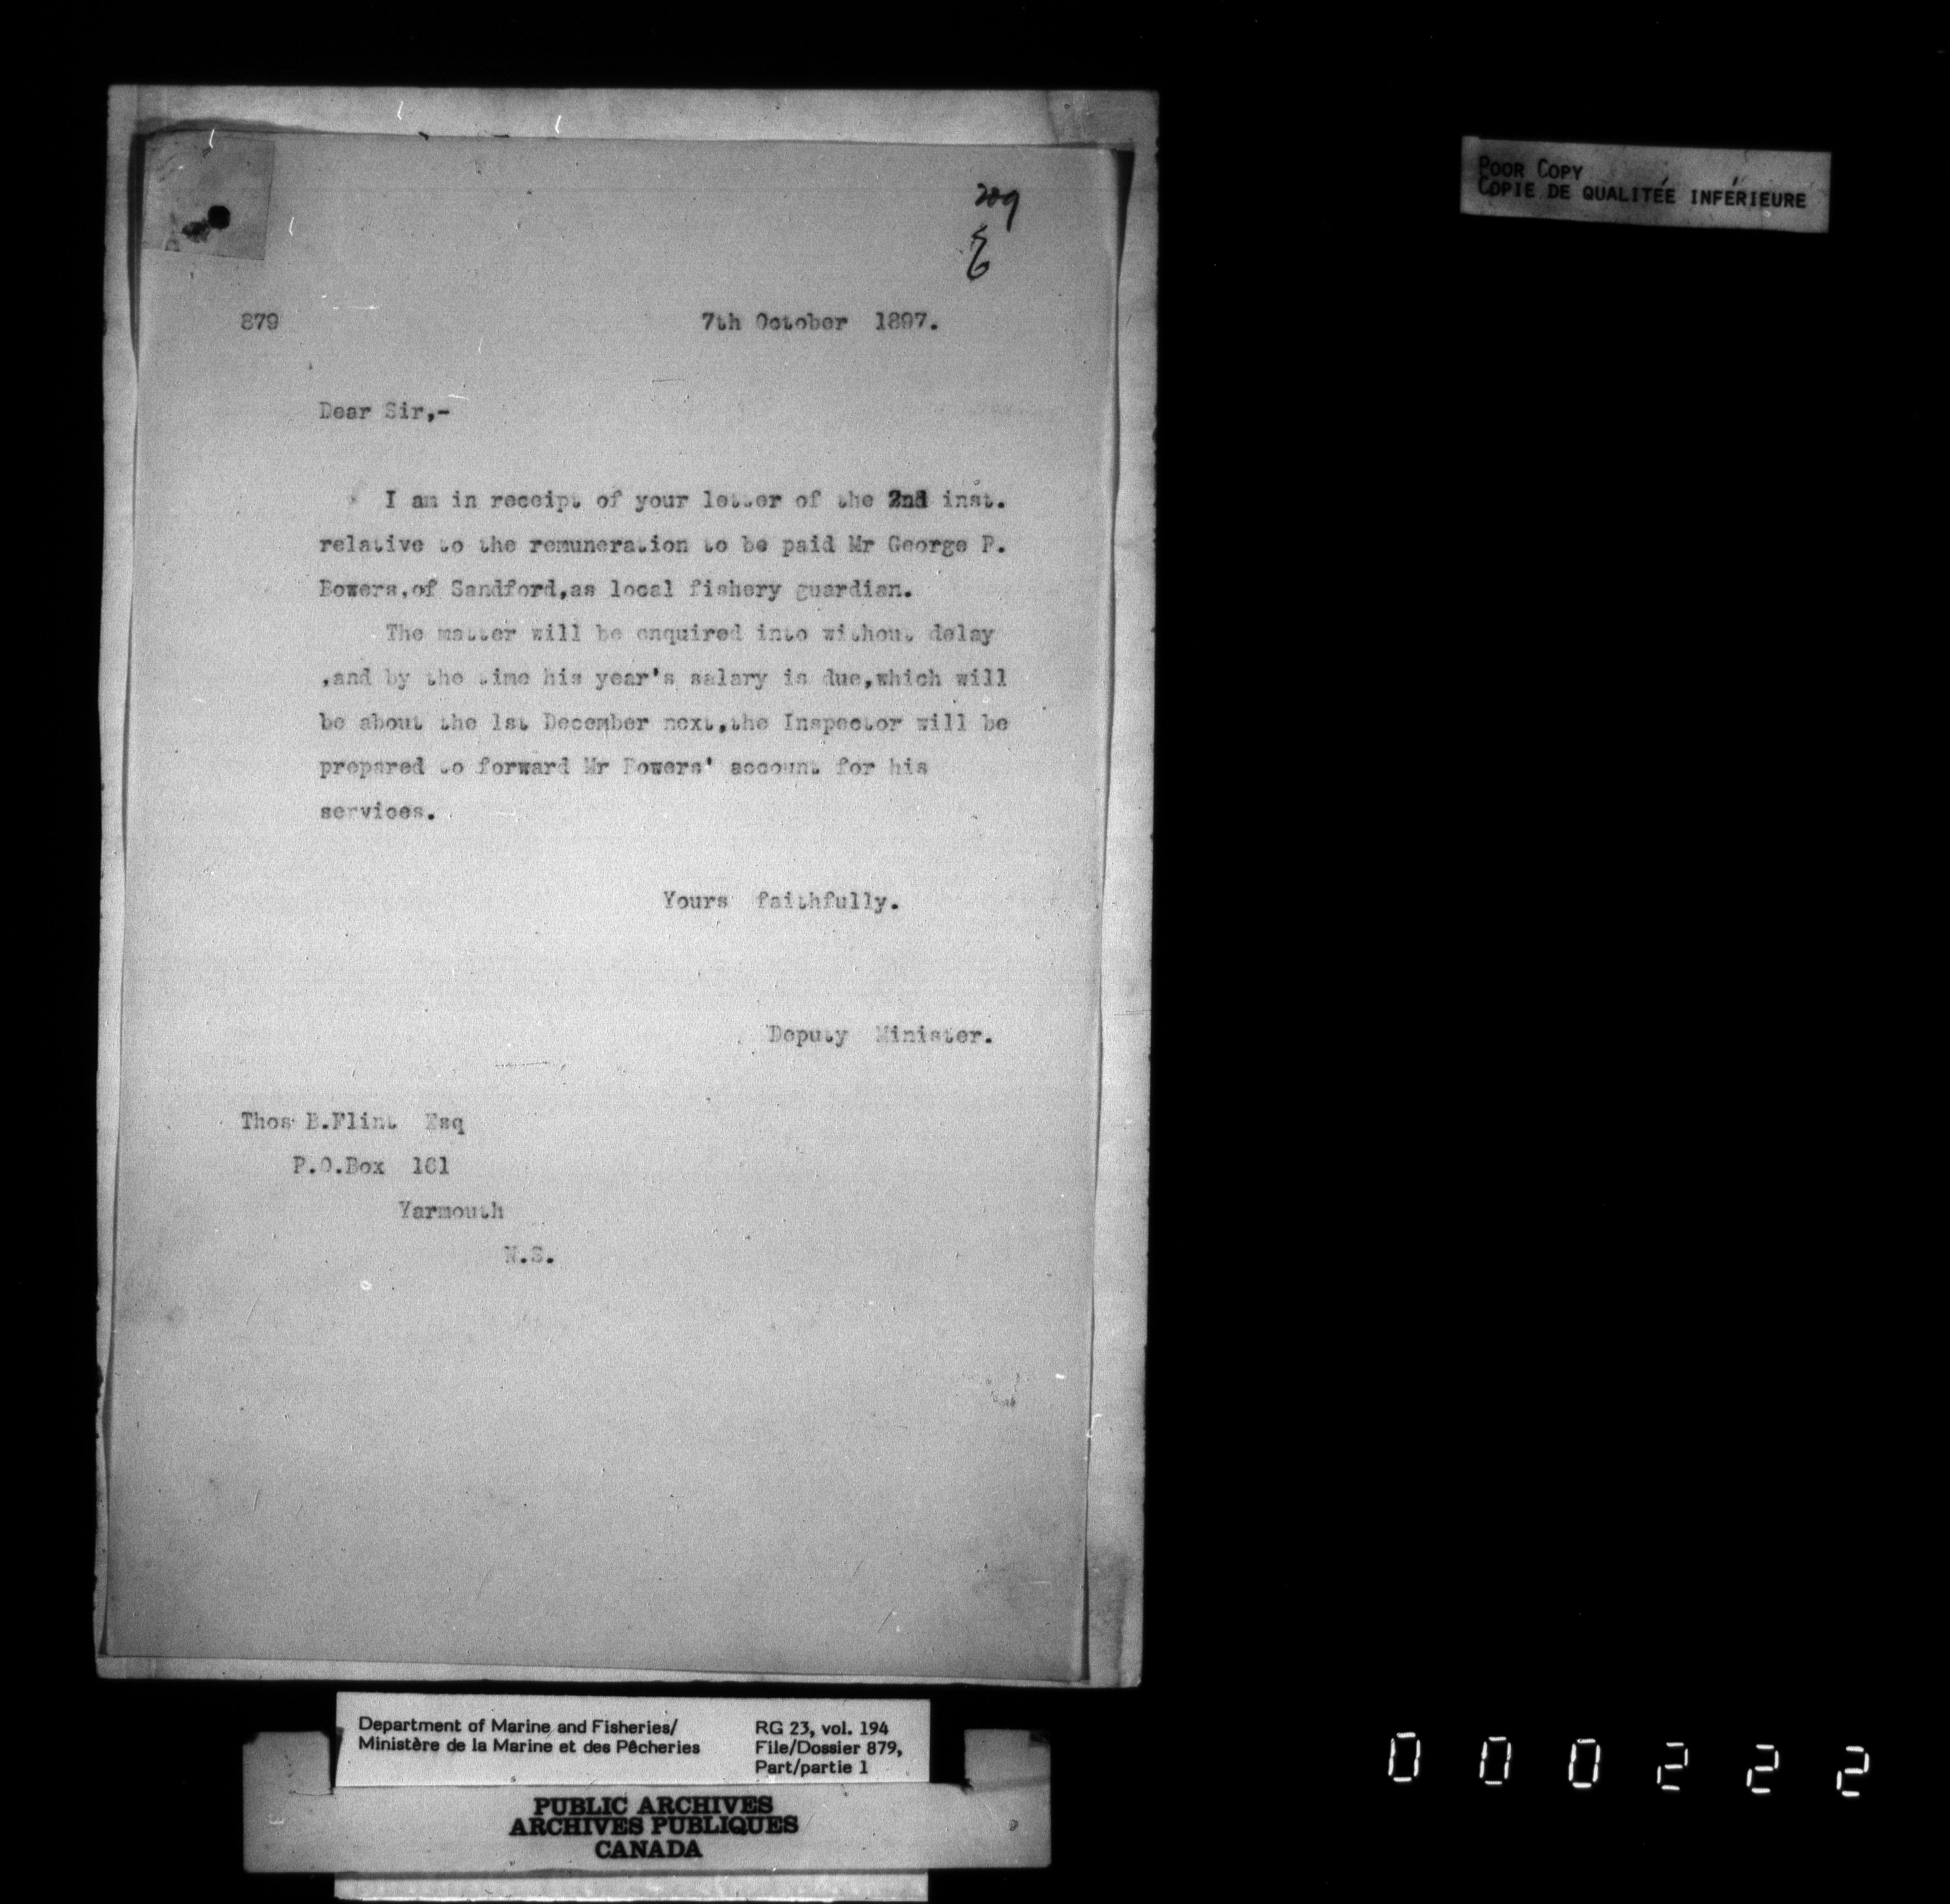 POOR COPY
COPIE DE QUALITÉE INFÉRIEURE
209
879 7th October 1897.
Dear Sir,-
I am in receipt of your letter of the 2nd inst.
relative to the remuneration to be paid Mr George P.
Bowers,of Sandford,as local fishery guardian.
The matter will be enquired into without delay
,and by the time his year's salary is due,which will
be about the 1st December next,the Inspector will be
prepared to forward Mr Bowers' account for his
services.
Yours faithfully.
Deputy Minister.
Thos B.Flint Esq
P.O.Box
Yarmouth
N.S.
Department of Marine and Fisheries/
Ministère de la Marine et des Pêcheries
RG 23, vol. 194
File/Dossier 879,
Part/partie 1
PUBLIC ARCHIVES
ARCHIVES PUBLIQUES
CANADA
000222